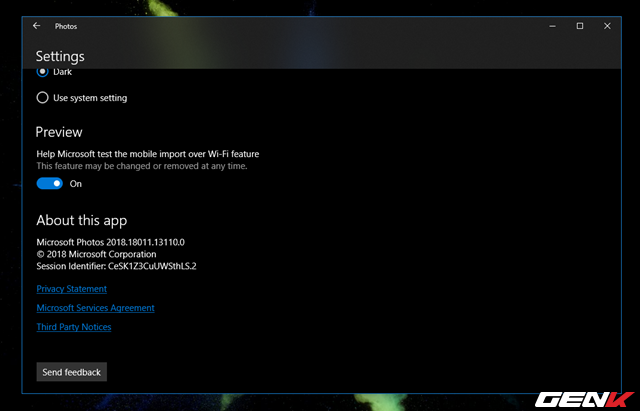 Photos
Settings
Dark
Use system setting
Preview
Help Microsoft test the mobile import over Wi-Fi feature
This feature may be changed or removed at any time.
On
About this app
Microsoft Photos 2018.18011.13110.0
© 2018 Microsoft Corporation
Session Identifier: CeSK1Z3CuUWSthLS.2
Privacy Statement
Microsoft Services Agreement
Third Party Notices
Send feedback
GENK